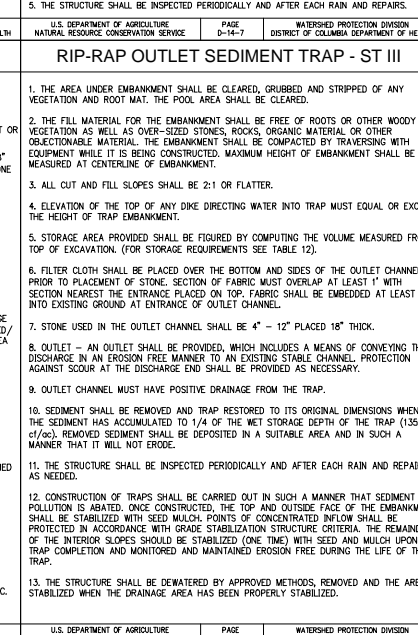 5. THE STRUCTURE SHALL BE INSPECTED PERIODICALLY AND AFTER EACH RAIN AND REPAIRS.
LTH
U.S. DEPARTMENT OF AGRICULTURE
NATURAL RESOURCE CONSERVATION SERVICE
PAGE
D-14-7
WATERSHED PROTECTION DIVISION
DISTRICT OF COLUMBIA DEPARTMENT OF HE
RIP-RAP OUTLET SEDIMENT TRAP - ST III
1. THE AREA UNDER EMBANKMENT SHALL BE CLEARED, GRUBBED AND STRIPPED OF ANY
VEGETATION AND ROOT MAT. THE POOL AREA SHALL BE CLEARED.
2. THE FILL MATERIAL FOR THE EMBANKMENT SHALL BE FREE OF ROOTS OR OTHER WOODY
VEGETATION AS WELL AS OVER-SIZED STONES, ROCKS, ORGANIC MATERIAL OR OTHER
OBJECTIONABLE MATERIAL. THE EMBANKMENT SHALL BE COMPACTED BY TRAVERSING WITH
EQUIPMENT WHILE IT IS BEING CONSTRUCTED. MAXIMUM HEIGHT OF EMBANKMENT SHALL BE
MEASURED AT CENTERLINE OF EMBANKMENT.
3. ALL CUT AND FILL SLOPES SHALL BE 2:1 OR FLATTER.
4. ELEVATION OF THE TOP OF ANY DIKE DIRECTING WATER INTO TRAP MUST EQUAL OR EXC
THE HEIGHT OF TRAP EMBANKMENT.
5. STORAGE AREA PROVIDED SHALL BE FIGURED BY COMPUTING THE VOLUME MEASURED FR
TOP OF EXCAVATION. (FOR STORAGE REQUIREMENTS SEE TABLE 12).
6. FILTER CLOTH SHALL BE PLACED OVER THE BOTTOM AND SIDES OF THE OUTLET CHANNE
PRIOR TO PLACEMENT OF STONE. SECTION OF FABRIC MUST OVERLAP AT LEAST 1' WITH
SECTION NEAREST THE ENTRANCE PLACED ON TOP. FABRIC SHALL BE EMBEDDED AT LEAST
INTO EXISTING GROUND AT ENTRANCE OF OUTLET CHANNEL.
7. STONE USED IN THE OUTLET CHANNEL SHALL BE 4" – 12" PLACED 18" THICK.
8. OUTLET – AN OUTLET SHALL BE PROVIDED, WHICH INCLUDES A MEANS OF CONVEYING TH
DISCHARGE IN AN EROSION FREE MANNER TO AN EXISTING STABLE CHANNEL. PROTECTION
AGAINST SCOUR AT THE DISCHARGE END SHALL BE PROVIDED AS NECESSARY.
9. OUTLET CHANNEL MUST HAVE POSITIVE DRAINAGE FROM THE TRAP.
10. SEDIMENT SHALL BE REMOVED AND TRAP RESTORED TO ITS ORIGINAL DIMENSIONS WHEN
THE SEDIMENT HAS ACCUMULATED TO 1/4 OF THE WET STORAGE DEPTH OF THE TRAP (135
cf/ac). REMOVED SEDIMENT SHALL BE DEPOSITED IN A SUITABLE AREA AND IN SUCH A
MANNER THAT IT WILL NOT ERODE.
11. THE STRUCTURE SHALL BE INSPECTED PERIODICALLY AND AFTER EACH RAIN AND REPAI
AS NEEDED.
12. CONSTRUCTION OF TRAPS SHALL BE CARRIED OUT IN SUCH A MANNER THAT SEDIMENT
POLLUTION IS ABATED. ONCE CONSTRUCTED, THE TOP AND OUTSIDE FACE OF THE EMBANKM
SHALL BE STABILIZED WITH SEED MULCH. POINTS OF CONCENTRATED INFLOW SHALL BE
PROTECTED IN ACCORDANCE WITH GRADE STABILIZATION STRUCTURE CRITERIA. THE REMAIND
OF THE INTERIOR SLOPES SHOULD BE STABILIZED (ONE TIME) WITH SEED AND MULCH UPON
TRAP COMPLETION AND MONITORED AND MAINTAINED EROSION FREE DURING THE LIFE OF TH
TRAP.
13. THE STRUCTURE SHALL BE DEWATERED BY APPROVED METHODS, REMOVED AND THE ARE
STABILIZED WHEN THE DRAINAGE AREA HAS BEEN PROPERLY STABILIZED.
U.S. DEPARTMENT OF AGRICULTURE
PAGE
WATERSHED PROTECTION DIVISION